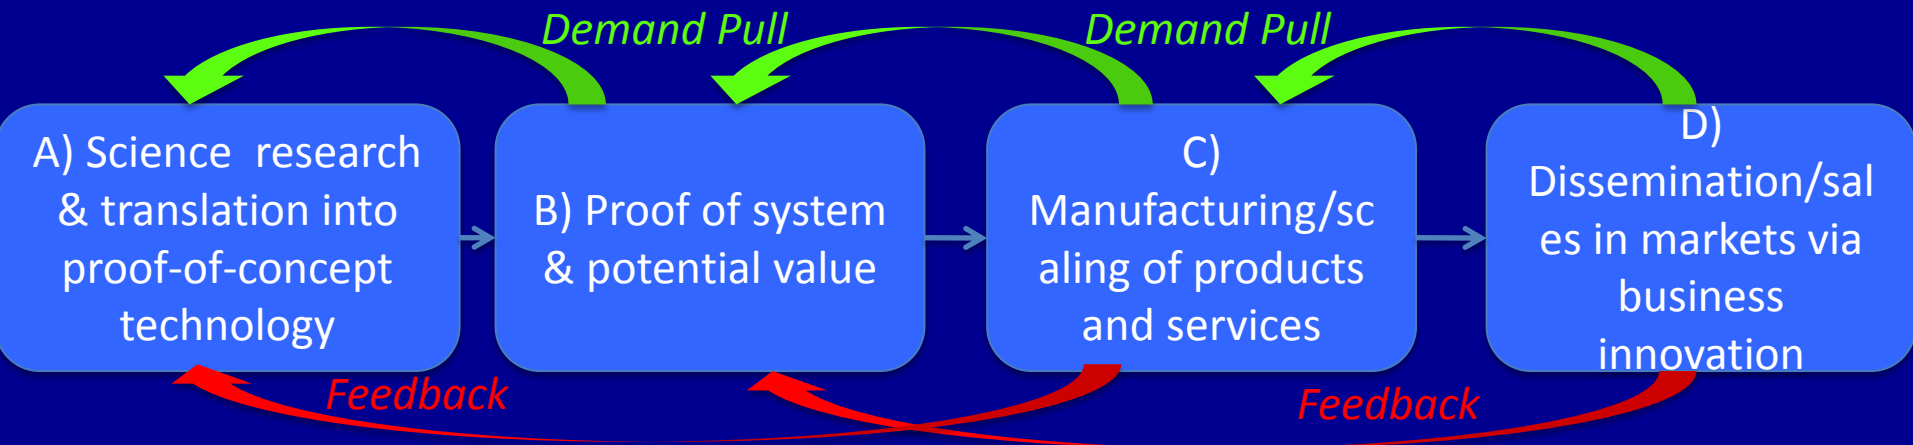 Demand Pull
Demand Pull
A) Science  research
& translation into
proof-of-concept
technology
B) Proof of system
& potential value
C)
Manufacturing/sc
aling of products
and services
D)
Dissemination/sal
es in markets via
business
innovation
Feedback
Feedback